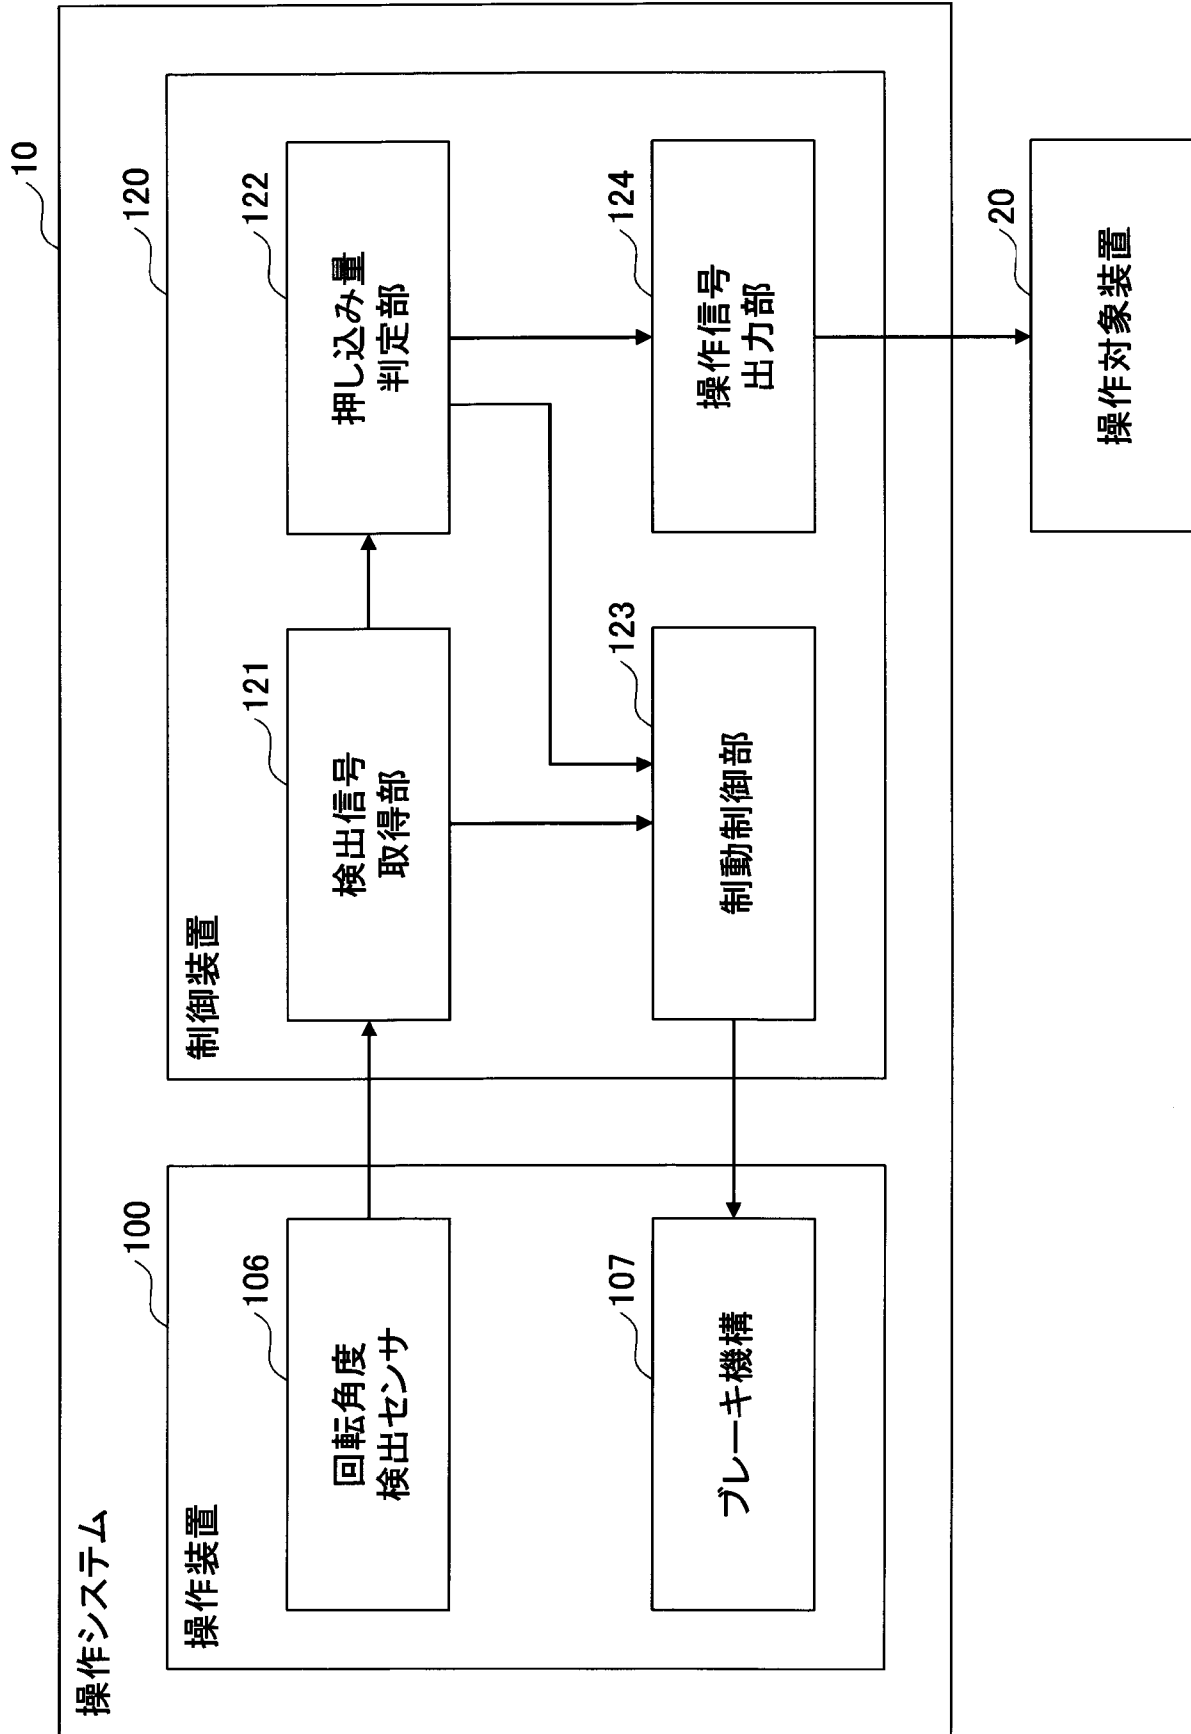 操作システム
10
操作装置
100
回転角度
検出センサ
106
ブレーキ機構
107
制御装置
120
検出信号
取得部
121
押し込み量
判定部
122
制動制御部
123
操作信号
出力部
124
操作対象装置
20